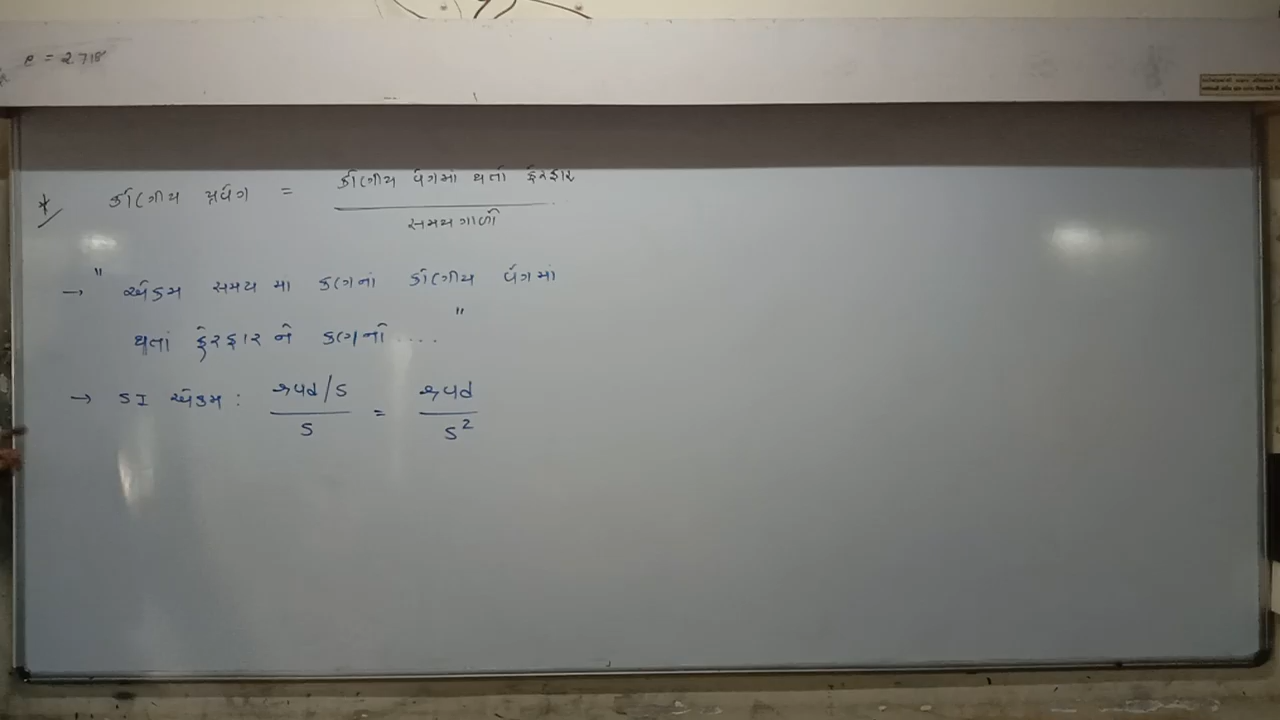 e = 2.718
* કોણીય પ્રવેગ = કોણીય વેગમાં થતો ફેરફાર / સમયગાળો
→ " એકમ સમય માં કણનાં કોણીય વેગમાં
થતાં ફેરફાર ને કણનો .... "
→ SI એકમ : રેડ/s / s = રેડ / s²